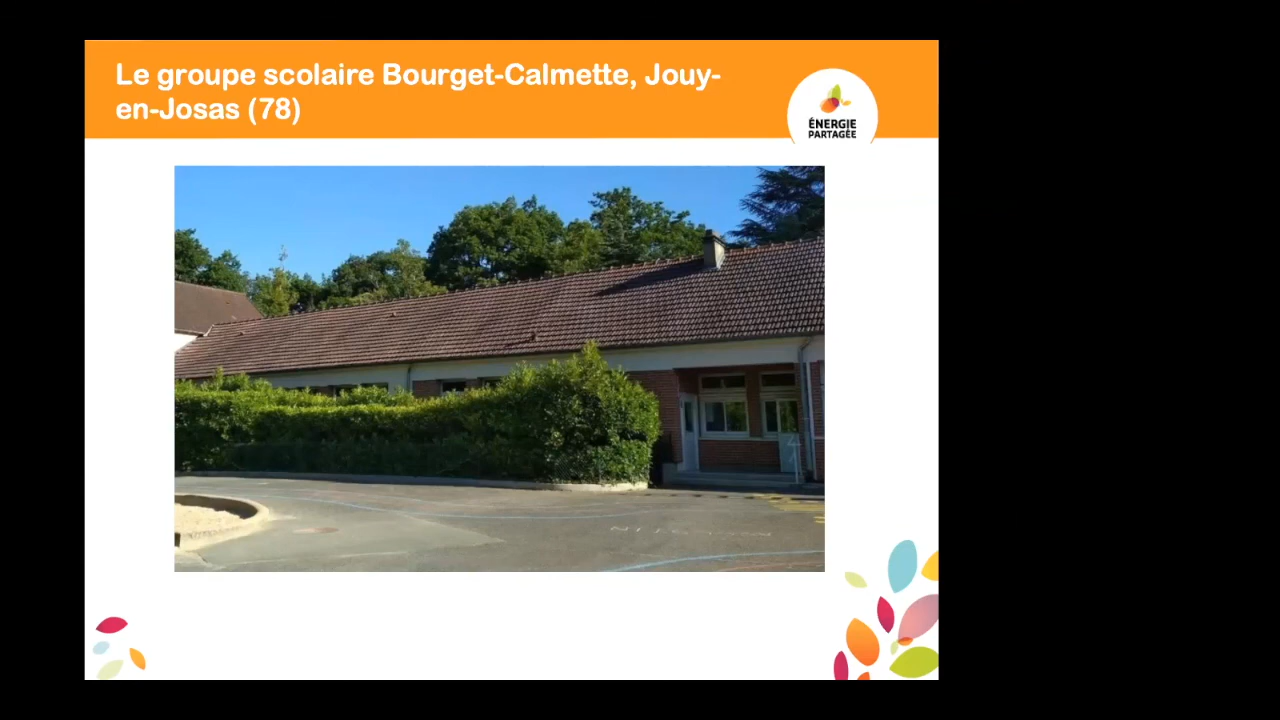 Le groupe scolaire Bourget-Calmette, Jouy-
en-Josas (78)
ÉNERGIE
PARTAGÉE